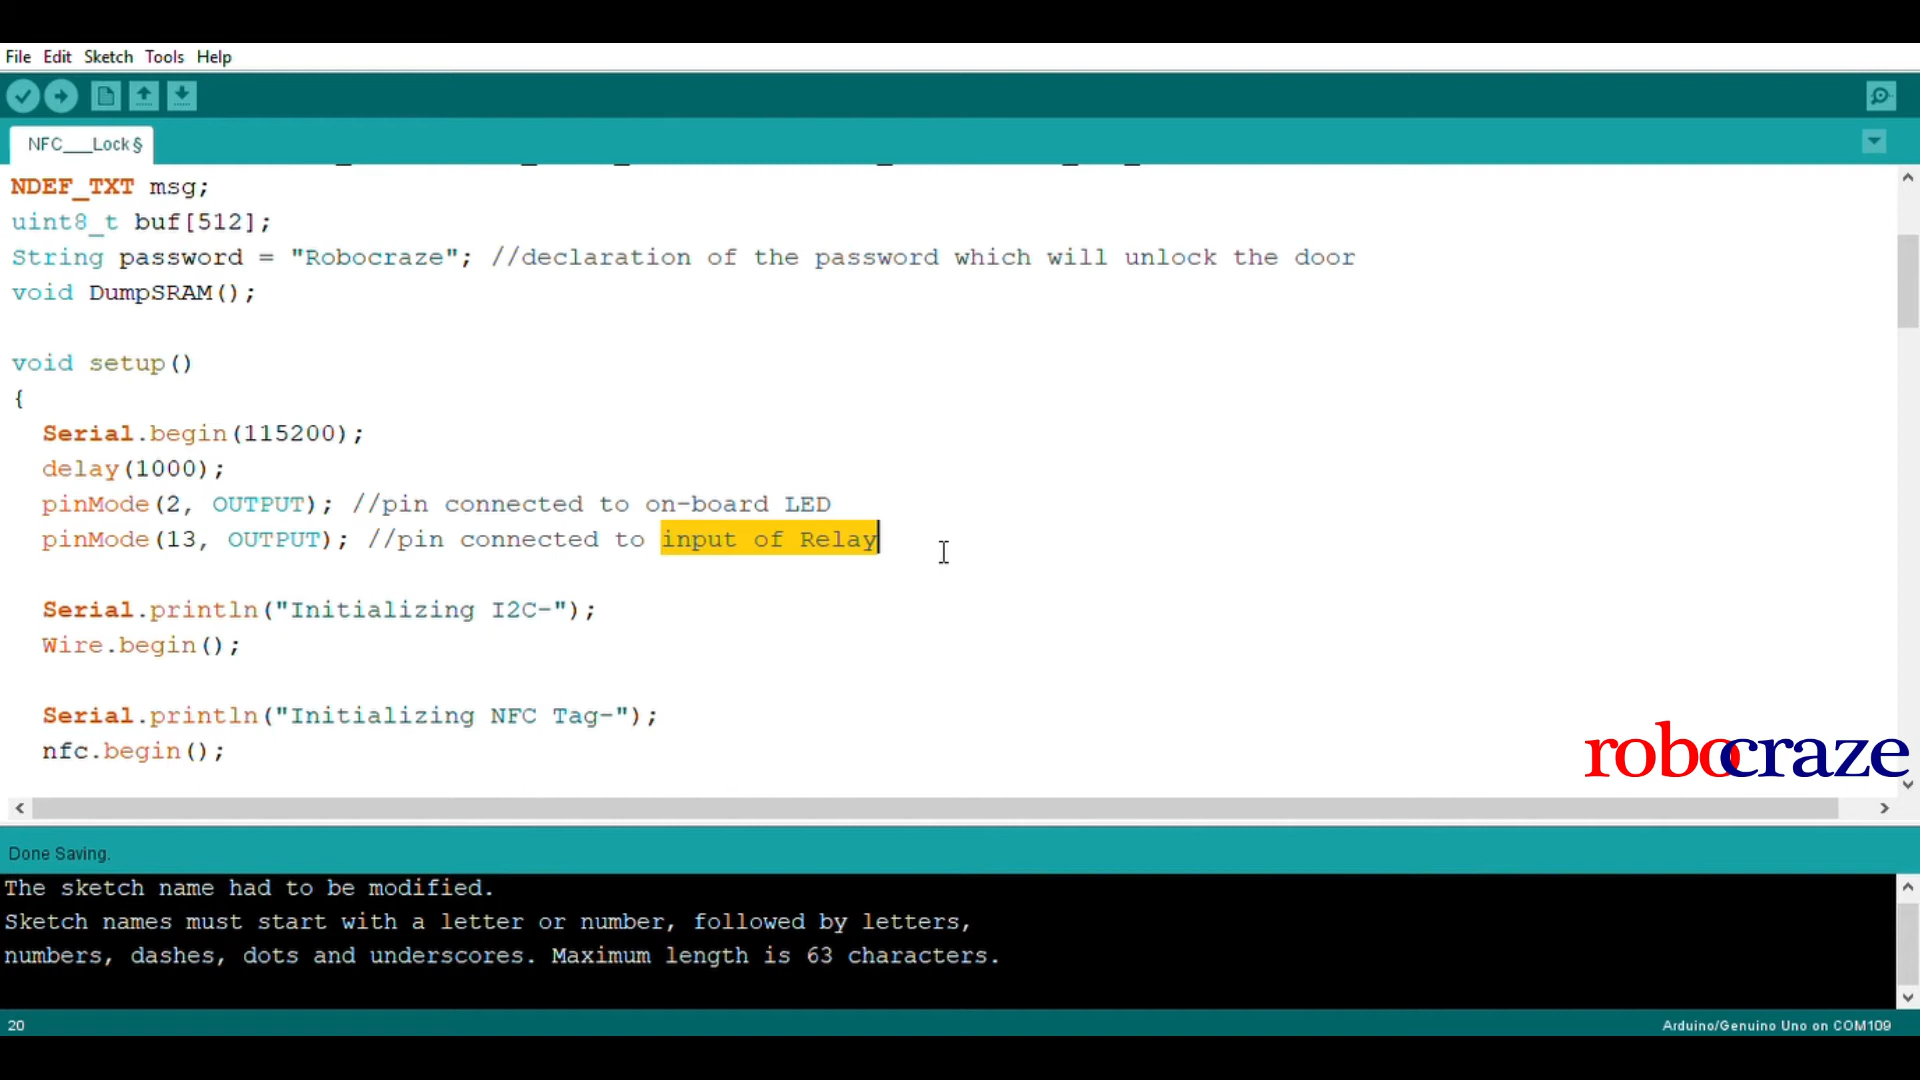 File Edit Sketch Tools Help
NFC___Lock§
NDEF_TXT msg;
uint8_t buf[512];
String password = "Robocraze"; //declaration of the password which will unlock the door
void DumpSRAM();
void setup()
{
Serial.begin(115200);
delay(1000);
pinMode(2, OUTPUT); //pin connected to on-board LED
pinMode(13, OUTPUT); //pin connected to input of Relay
Serial.println("Initializing I2C-");
Wire.begin();
Serial.println("Initializing NFC Tag-");
nfc.begin();
robocraze
Done Saving.
The sketch name had to be modified.
Sketch names must start with a letter or number, followed by letters,
numbers, dashes, dots and underscores. Maximum length is 63 characters.
20
Arduino/Genuino Uno on COM109